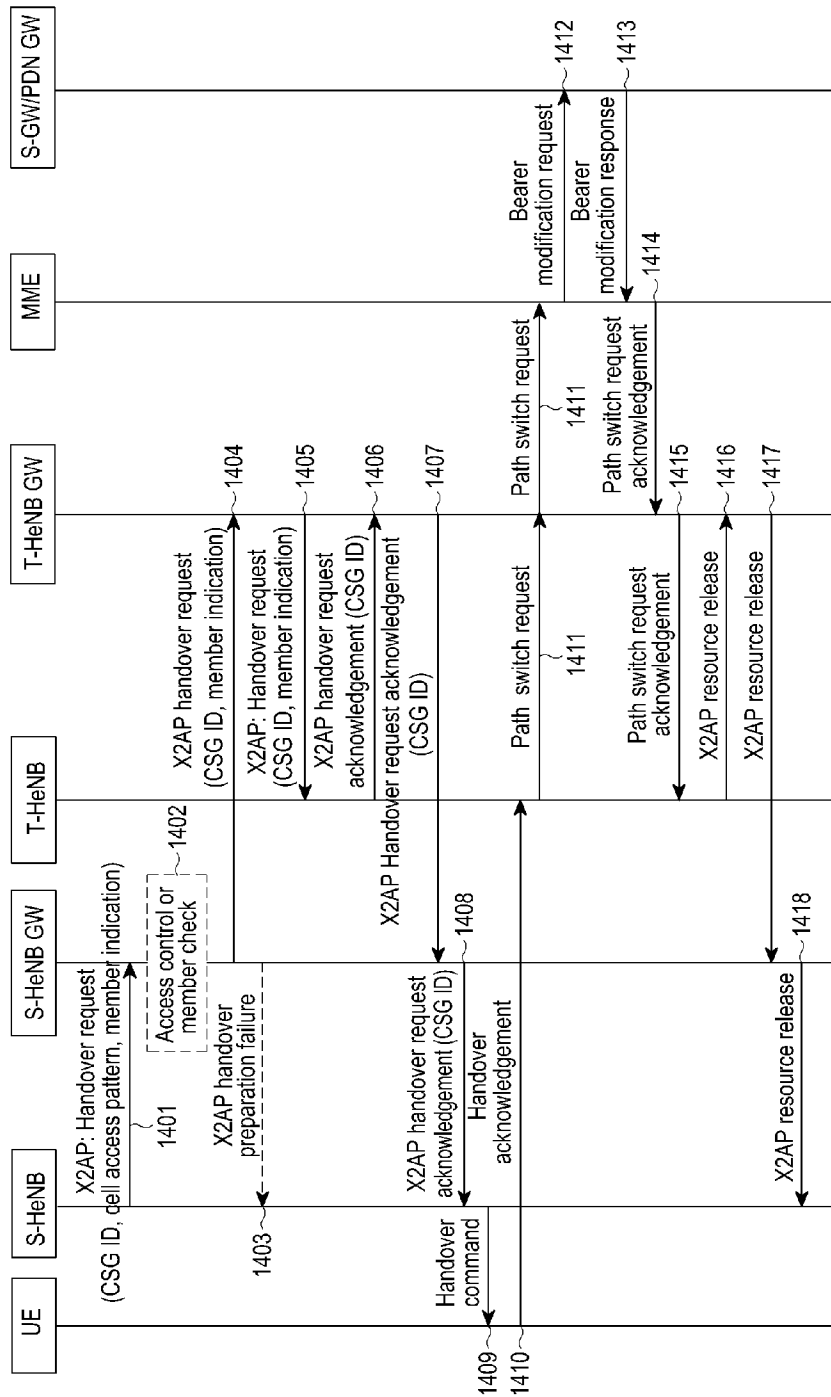 UE
S-HeNB
S-HeNB GW
T-HeNB
T-HeNB GW
MME
S-GW/PDN GW
X2AP: Handover request
(CSG ID, cell access pattern, member indication)
1401
1402
Access control or
member check
X2AP handover
preparation failure
1403
X2AP handover request
(CSG ID, member indication)
1404
X2AP: Handover request
(CSG ID, member indication)
1405
X2AP handover request
acknowledgement (CSG ID)
1406
X2AP Handover request acknowledgement
(CSG ID)
1407
X2AP handover request
acknowledgement (CSG ID)
1408
Handover
command
1409
Handover
acknowledgement
1410
Path switch request
1411
Path switch request
1411
Bearer
modification request
1412
Bearer
modification response
1413
Path switch request
acknowledgement
1414
Path switch request
acknowledgement
1415
X2AP resource release
1416
X2AP resource release
1417
X2AP resource release
1418